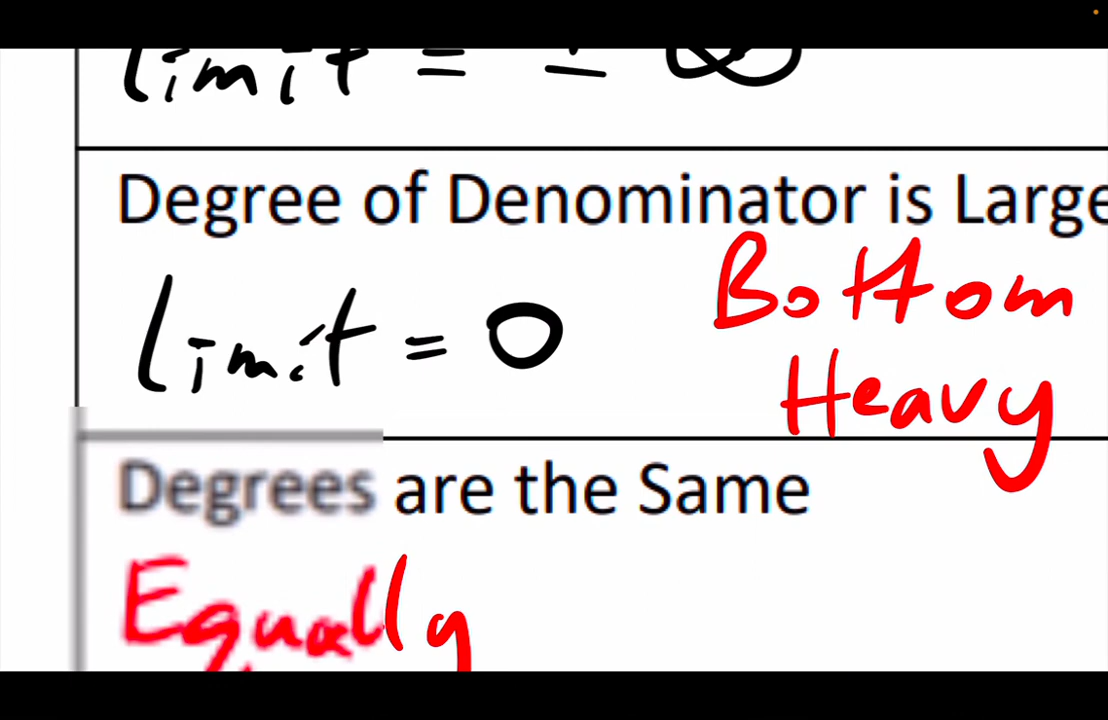 limit = ± ∞
Degree of Denominator is Large
limit = 0
Bottom
Heavy
Degrees are the Same
Equally